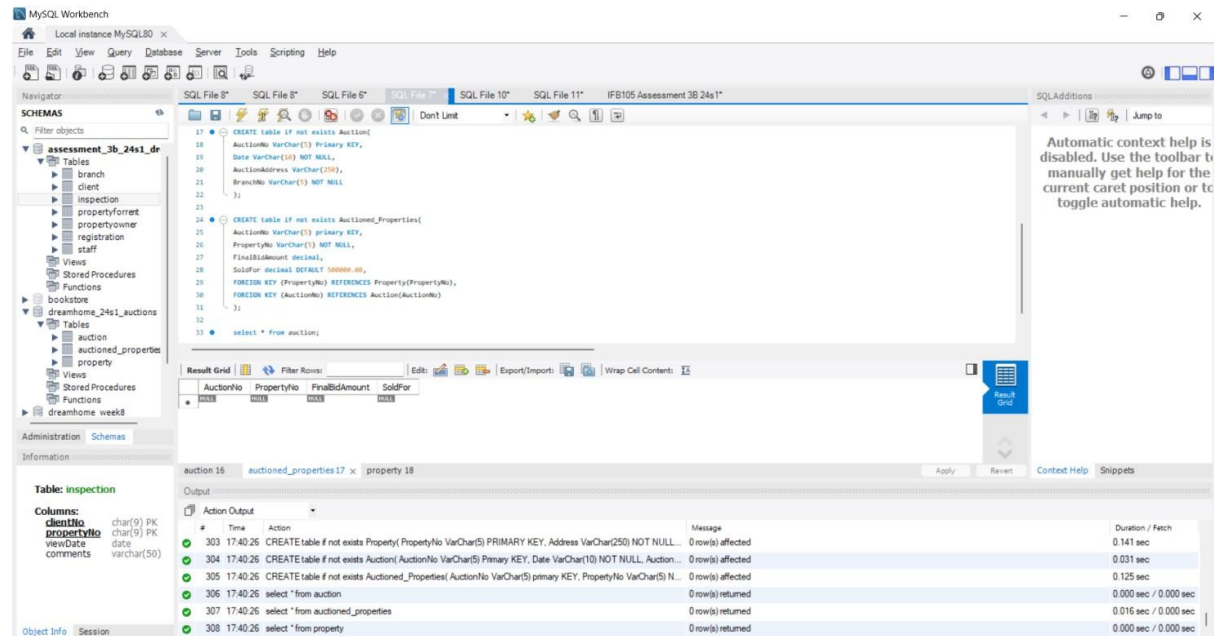 MySQL Workbench
Local instance MySQL80
File Edit View Query Database Server Tools Scripting Help
Navigator
SCHEMAS
Filter objects
assessment_3b_24s1_dr
Tables
branch
client
inspection
propertyforrent
propertyowner
registration
staff
Views
Stored Procedures
Functions
bookstore
dreamhome_24s1_auctions
Tables
auction
auctioned_properties
property
Views
Stored Procedures
Functions
dreamhome week8
Administration Schemas
Information
Table: inspection
Columns:
clientNo char(9) PK
propertyNo char(9) PK
viewDate date
comments varchar(50)
Object Info Session
SQL File 8* SQL File 8* SQL File 6* SQL File 7* SQL File 10* SQL File 11* IFB105 Assessment 3B 24s1*
Don't Limit
17 CREATE table if not exists Auction(
18 AuctionNo VarChar(5) Primary KEY,
19 Date VarChar(10) NOT NULL,
20 AuctionAddress VarChar(250),
21 BranchNo VarChar(5) NOT NULL
22 );
23
24 CREATE table if not exists Auctioned_Properties(
25 AuctionNo VarChar(5) primary KEY,
26 PropertyNo VarChar(5) NOT NULL,
27 FinalBidAmount decimal,
28 SoldFor decimal DEFAULT 500000.00,
29 FOREIGN KEY (PropertyNo) REFERENCES Property(PropertyNo),
30 FOREIGN KEY (AuctionNo) REFERENCES Auction(AuctionNo)
31 );
32
33 select * from auction;
Result Grid Filter Rows: Edit: Export/Import: Wrap Cell Content:
AuctionNo PropertyNo FinalBidAmount SoldFor
NULL NULL NULL NULL
Result
Grid
auction 16 auctioned_properties 17 property 18 Apply Revert
Output
Action Output
# Time Action Message Duration / Fetch
303 17:40:26 CREATE table if not exists Property( PropertyNo VarChar(5) PRIMARY KEY, Address VarChar(250) NOT NULL... 0 row(s) affected 0.141 sec
304 17:40:26 CREATE table if not exists Auction( AuctionNo VarChar(5) Primary KEY, Date VarChar(10) NOT NULL, Auction... 0 row(s) affected 0.031 sec
305 17:40:26 CREATE table if not exists Auctioned_Properties( AuctionNo VarChar(5) primary KEY, PropertyNo VarChar(5) N... 0 row(s) affected 0.125 sec
306 17:40:26 select * from auction 0 row(s) returned 0.000 sec / 0.000 sec
307 17:40:26 select * from auctioned_properties 0 row(s) returned 0.016 sec / 0.000 sec
308 17:40:26 select * from property 0 row(s) returned 0.000 sec / 0.000 sec
SQLAdditions
Jump to
Automatic context help is
disabled. Use the toolbar to
manually get help for the
current caret position or to
toggle automatic help.
Context Help Snippets